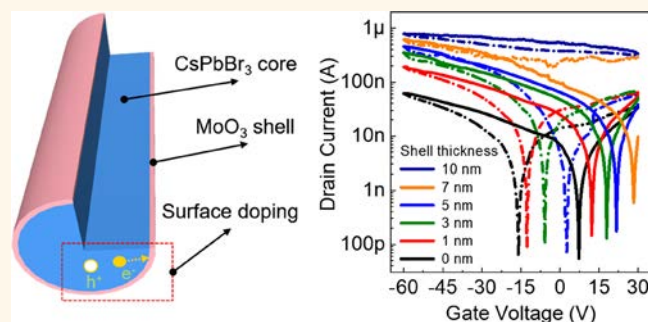 CsPbBr₃ core
MoO₃ shell
Surface doping
h⁺
e⁻
Drain Current (A)
1μ
100n
10n
1n
100p
Shell thickness
10 nm
7 nm
5 nm
3 nm
1 nm
0 nm
-60 -45 -30 -15 0 15 30
Gate Voltage (V)